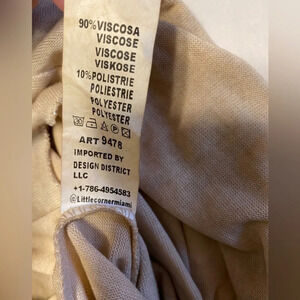 90%VISCOSA
VISCOSE
VISCOSE
VISKOSE
10%POLISTRIE
POLIESTRIE
POLYESTER
POLYESTER
ART 9478
IMPORTED BY
DESIGN DISTRICT
LLC
+1-786-4954583
@Littlecornermiami